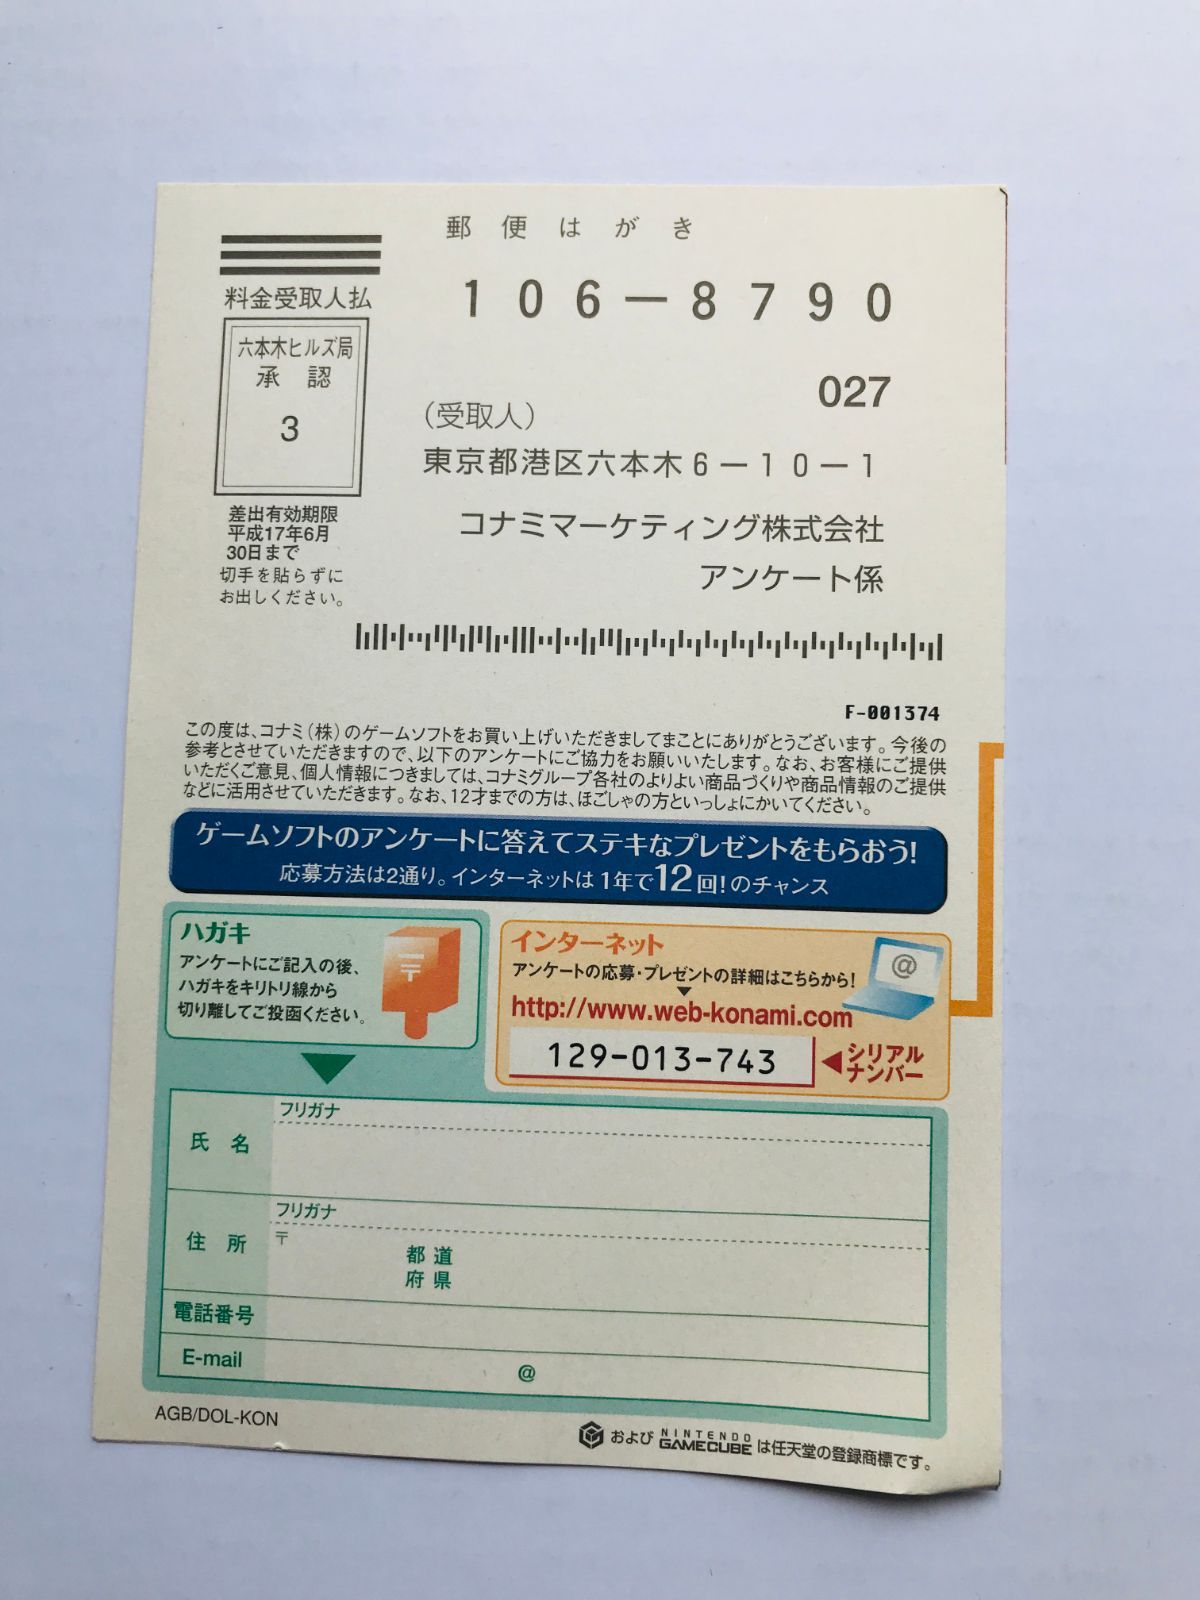 郵便はがき
106-8790
料金受取人払
六本木ヒルズ局
承認
3
差出有効期限
平成17年6月
30日まで
切手を貼らずに
お出しください。
027
(受取人)
東京都港区六本木6-10-1
コナミマーケティング株式会社
アンケート係
F-001374
この度は、コナミ(株)のゲームソフトをお買い上げいただきましてまことにありがとうございます。今後の
参考とさせていただきますので、以下のアンケートにご協力をお願いいたします。なお、お客様にご提供
いただくご意見、個人情報につきましては、コナミグループ各社のよりよい商品づくりや商品情報のご提供
などに活用させていただきます。なお、12才までの方は、ほごしゃの方といっしょにかいてください。
ゲームソフトのアンケートに答えてステキなプレゼントをもらおう!
応募方法は2通り。インターネットは1年で12回!のチャンス
ハガキ
アンケートにご記入の後、
ハガキをキリトリ線から
切り離してご投函ください。
〒
インターネット
アンケートの応募・プレゼントの詳細はこちらから!
http://www.web-konami.com
@
129-013-743
シリアル
ナンバー
氏名
フリガナ
住所
フリガナ
〒
都道
府県
電話番号
E-mail
@
AGB/DOL-KON
および NINTENDO GAMECUBE は任天堂の登録商標です。